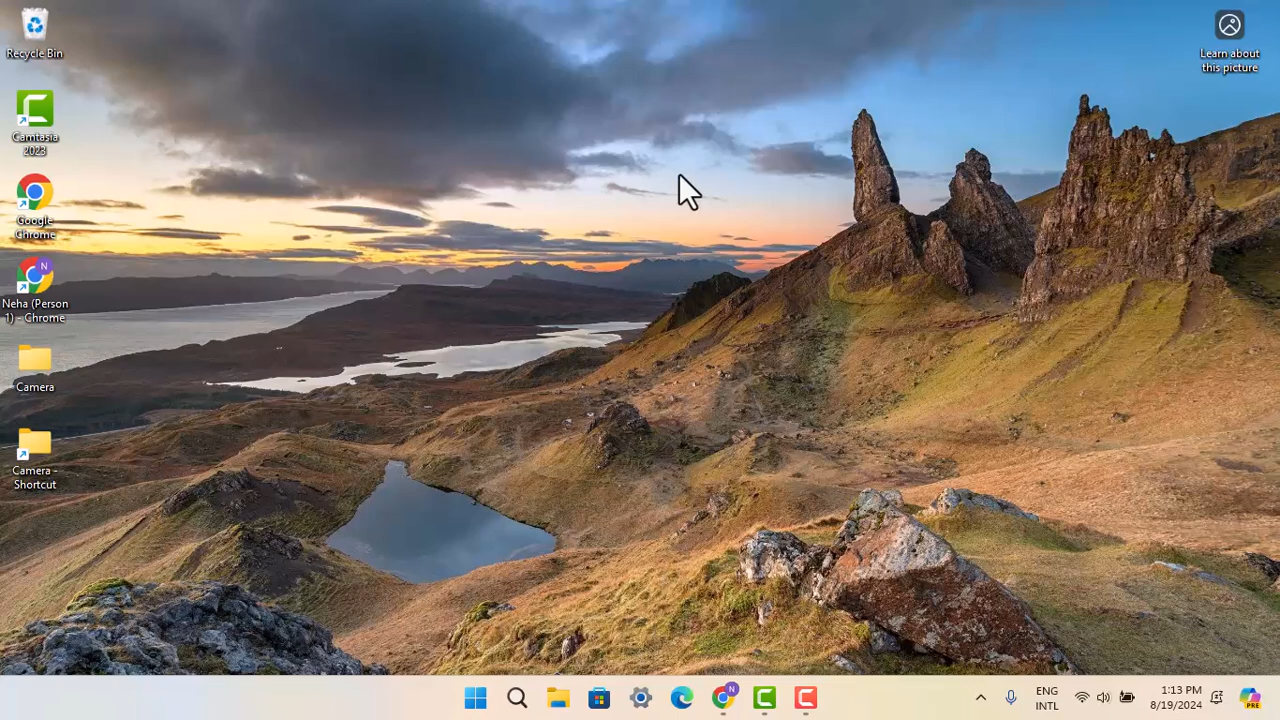 Recycle Bin
Learn about
this picture
Camtasia
2023
Google
Chrome
N
Neha (Person
1) - Chrome
Camera
Camera -
Shortcut
N
ENG
INTL
1:13 PM
8/19/2024
PRE